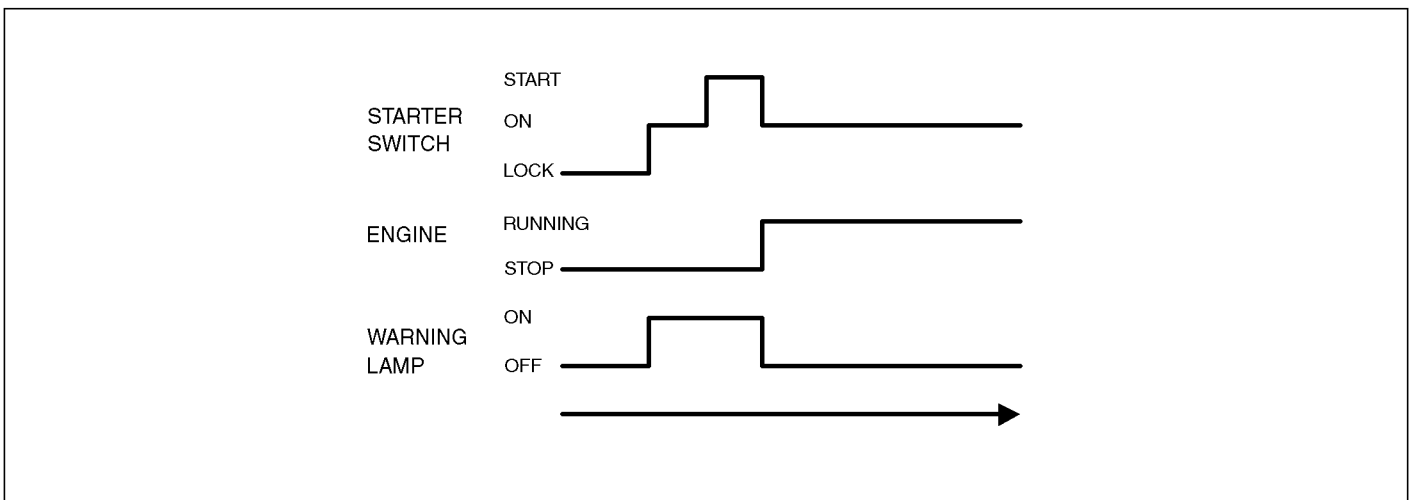 START
STARTER
SWITCH
ON
LOCK
ENGINE
RUNNING
STOP
WARNING
LAMP
ON
OFF